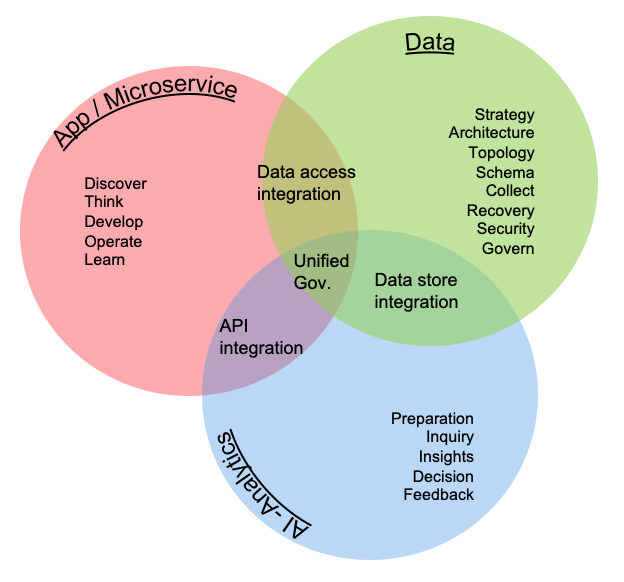 Data
App / Microservice
Strategy
Architecture
Topology
Schema
Collect
Recovery
Security
Govern
Data access
integration
Discover
Think
Develop
Operate
Learn
Unified
Gov.
Data store
integration
API
integration
Preparation
Inquiry
Insights
Decision
Feedback
AI -Analytics